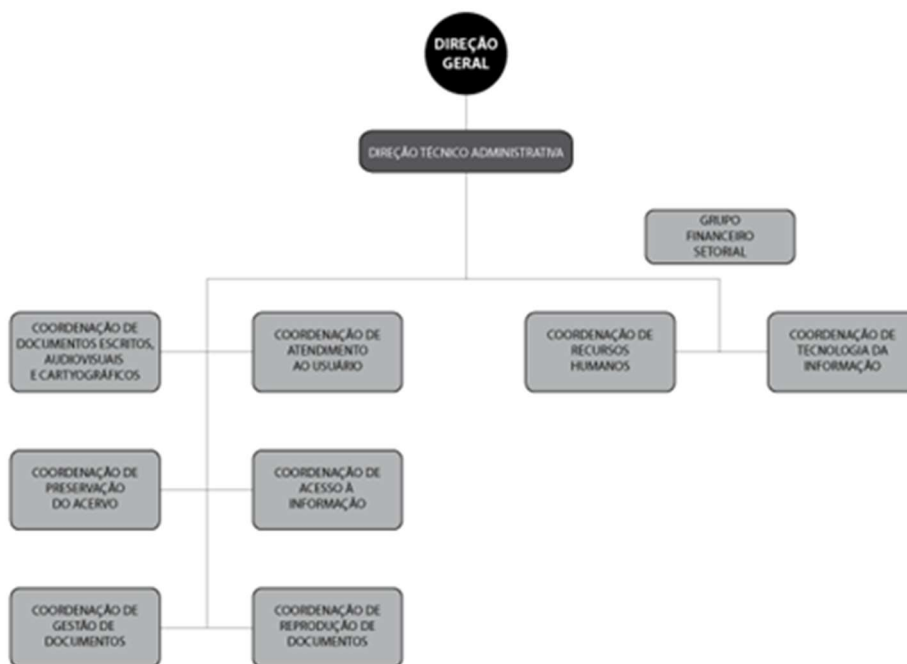 DIREÇÃO
GERAL
DIREÇÃO TÉCNICO ADMINISTRATIVA
GRUPO
FINANCEIRO
SETORIAL
COORDENAÇÃO DE
DOCUMENTOS ESCRITOS,
AUDIOVISUAIS
E CARTYOGRÁFICOS
COORDENAÇÃO DE
ATENDIMENTO
AO USUÁRIO
COORDENAÇÃO DE
RECURSOS
HUMANOS
COORDENAÇÃO DE
TECNOLOGIA DA
INFORMAÇÃO
COORDENAÇÃO DE
PRESERVAÇÃO
DO ACERVO
COORDENAÇÃO DE
ACESSO À
INFORMAÇÃO
COORDENAÇÃO DE
GESTÃO DE
DOCUMENTOS
COORDENAÇÃO DE
REPRODUÇÃO DE
DOCUMENTOS